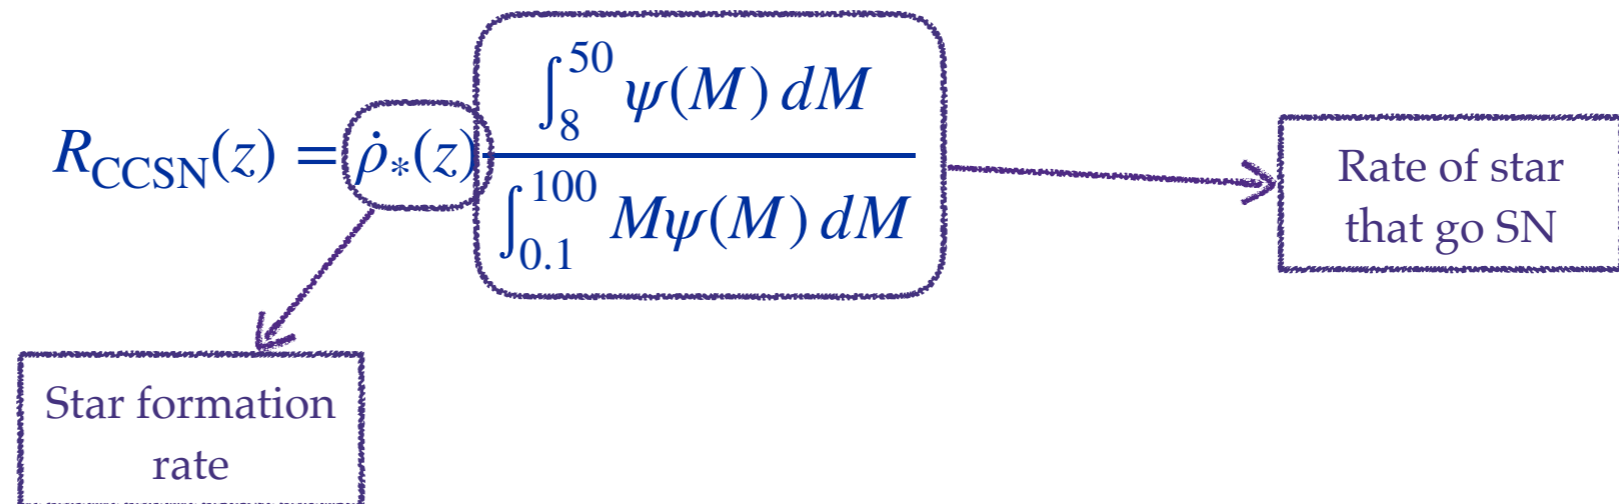 R_CCSN(z) = ρ̇_*(z) ∫_8^50 ψ(M) dM / ∫_0.1^100 Mψ(M) dM
Rate of star
that go SN
Star formation
rate